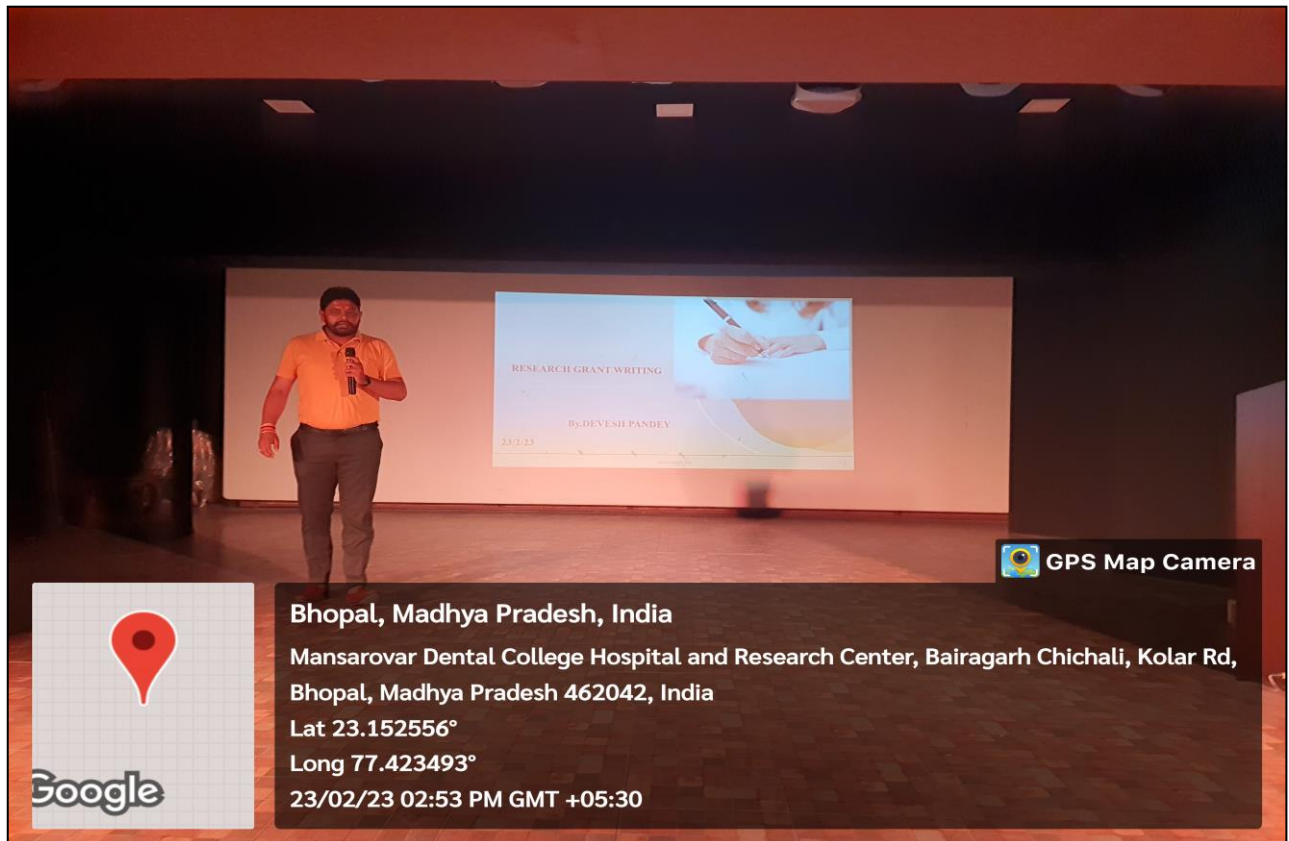 RESEARCH GRANT WRITING
By.DEVESH PANDEY
23/2/23
GPS Map Camera
Bhopal, Madhya Pradesh, India
Mansarovar Dental College Hospital and Research Center, Bairagarh Chichali, Kolar Rd,
Bhopal, Madhya Pradesh 462042, India
Lat 23.152556°
Long 77.423493°
23/02/23 02:53 PM GMT +05:30
Google